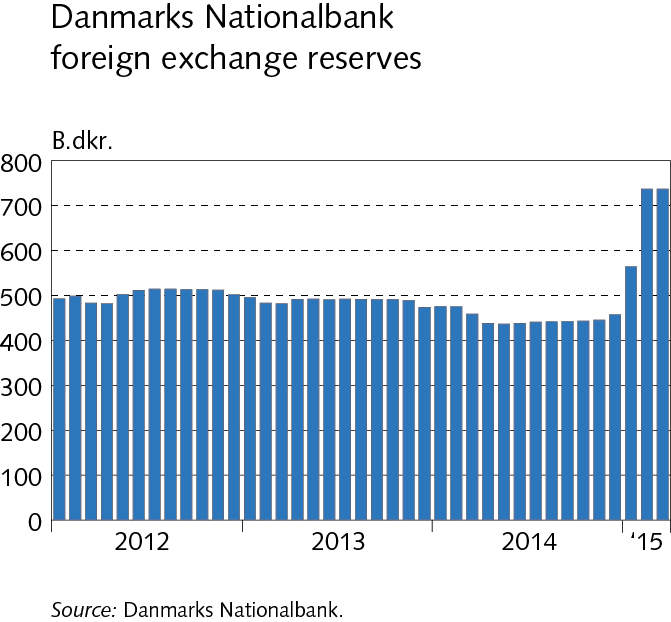 Danmarks Nationalbank
foreign exchange reserves
B.dkr.
800
700
600
500
400
300
200
100
0
2012 2013 2014 ‘15
Source: Danmarks Nationalbank.